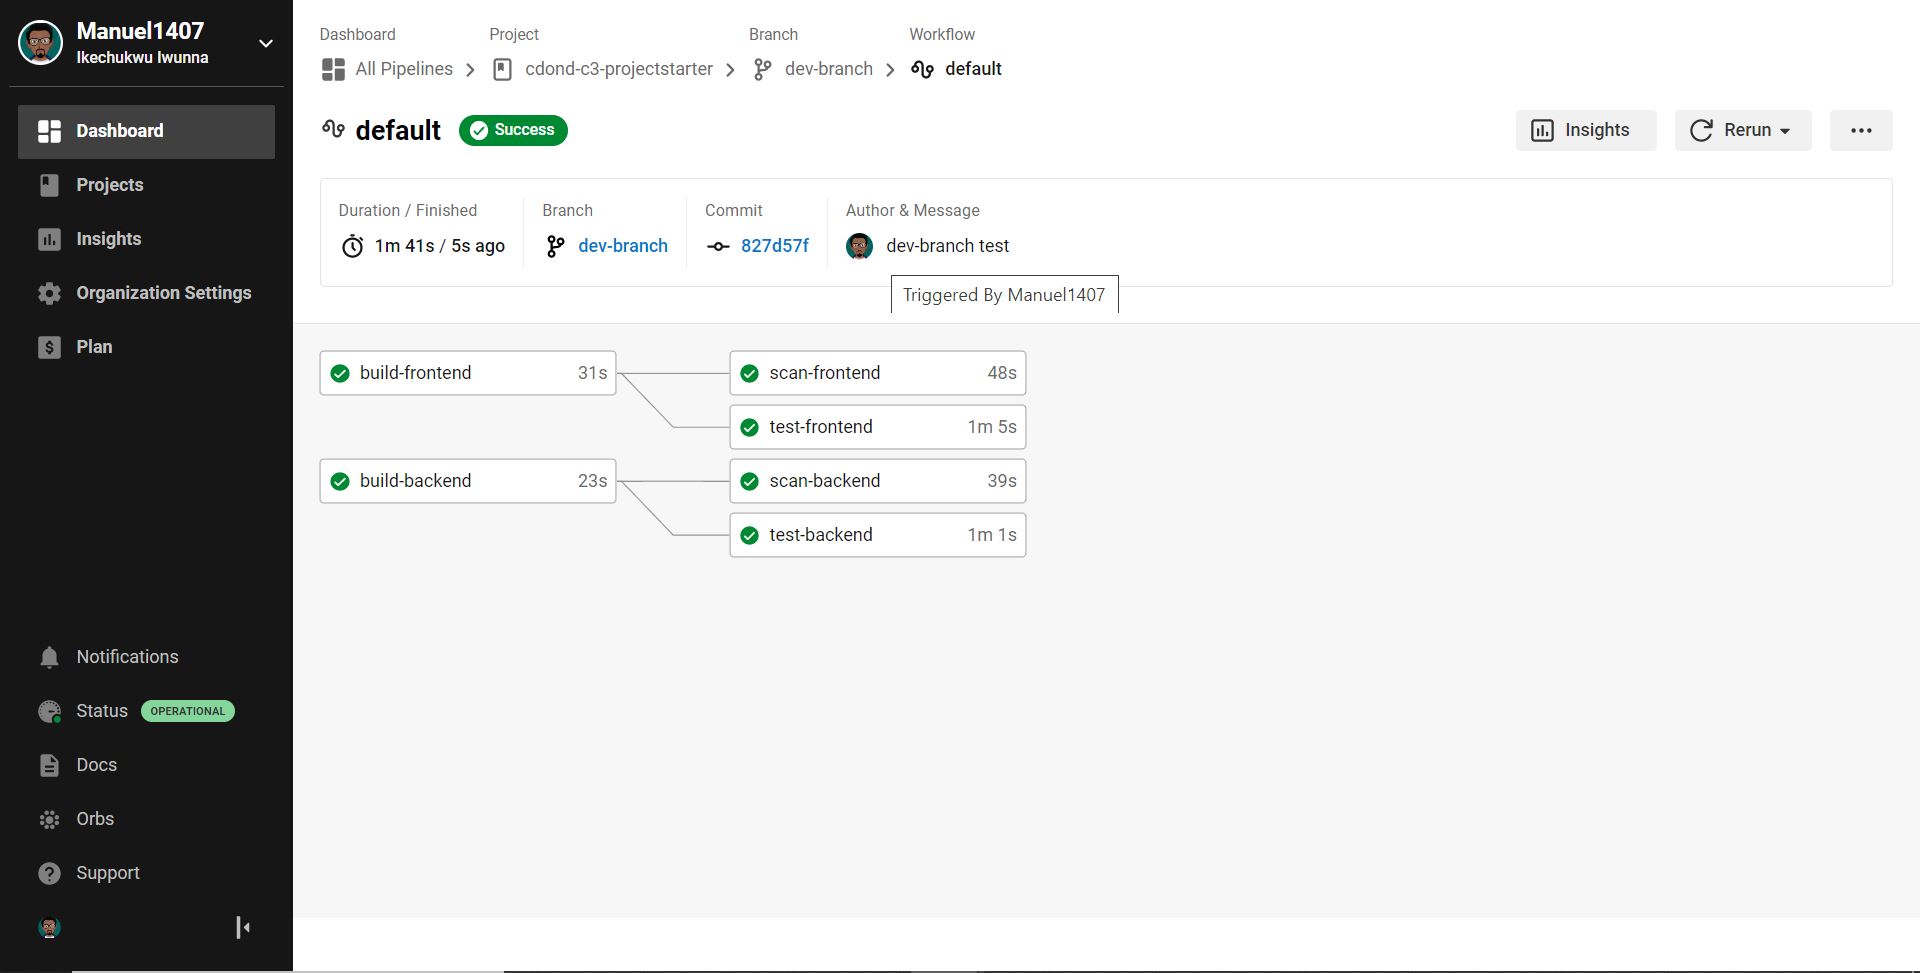 Manuel1407
Ikechukwu Iwunna
Dashboard
Projects
Insights
Organization Settings
Plan
Notifications
Status OPERATIONAL
Docs
Orbs
Support
Dashboard Project Branch Workflow
All Pipelines cdond-c3-projectstarter dev-branch default
default Success Insights Rerun
Duration / Finished Branch Commit Author & Message
1m 41s / 5s ago dev-branch 827d57f dev-branch test
Triggered By Manuel1407
build-frontend 31s scan-frontend 48s
test-frontend 1m 5s
build-backend 23s scan-backend 39s
test-backend 1m 1s